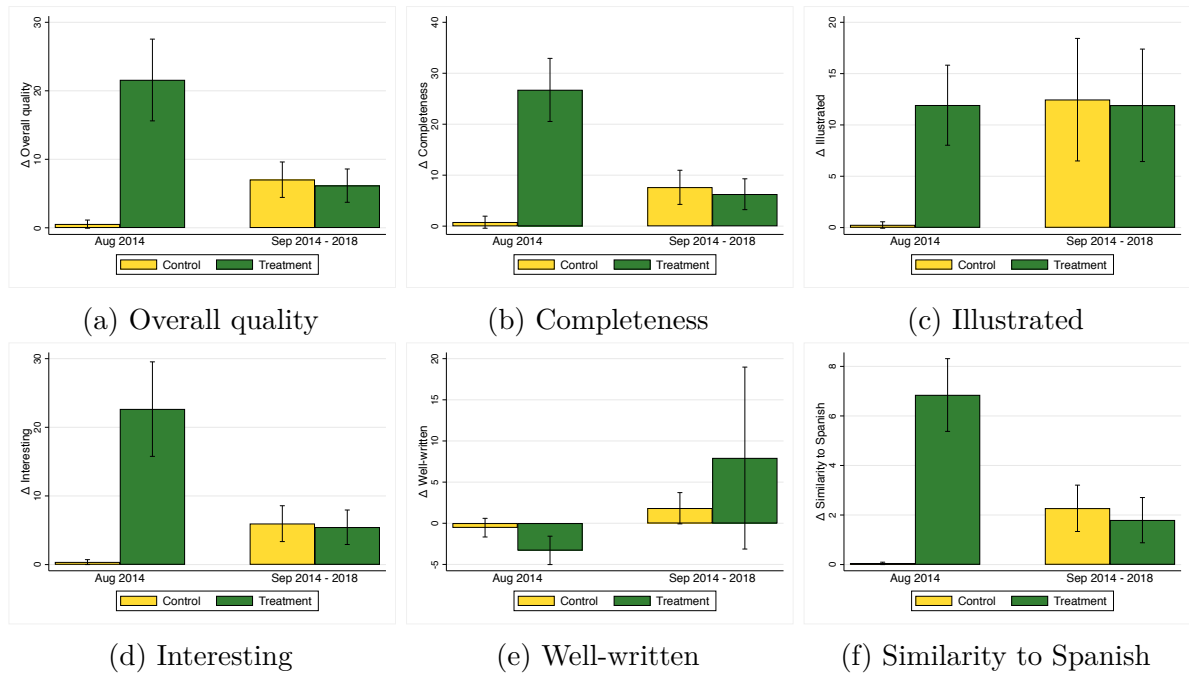 Δ Overall quality
0 10 20 30
Aug 2014 Sep 2014 - 2018
Control Treatment
(a) Overall quality
Δ Completeness
0 10 20 30 40
Aug 2014 Sep 2014 - 2018
Control Treatment
(b) Completeness
Δ Illustrated
0 5 10 15 20
Aug 2014 Sep 2014 - 2018
Control Treatment
(c) Illustrated
Δ Interesting
0 10 20 30
Aug 2014 Sep 2014 - 2018
Control Treatment
(d) Interesting
Δ Well-written
-5 0 5 10 15 20
Aug 2014 Sep 2014 - 2018
Control Treatment
(e) Well-written
Δ Similarity to Spanish
0 2 4 6 8
Aug 2014 Sep 2014 - 2018
Control Treatment
(f) Similarity to Spanish